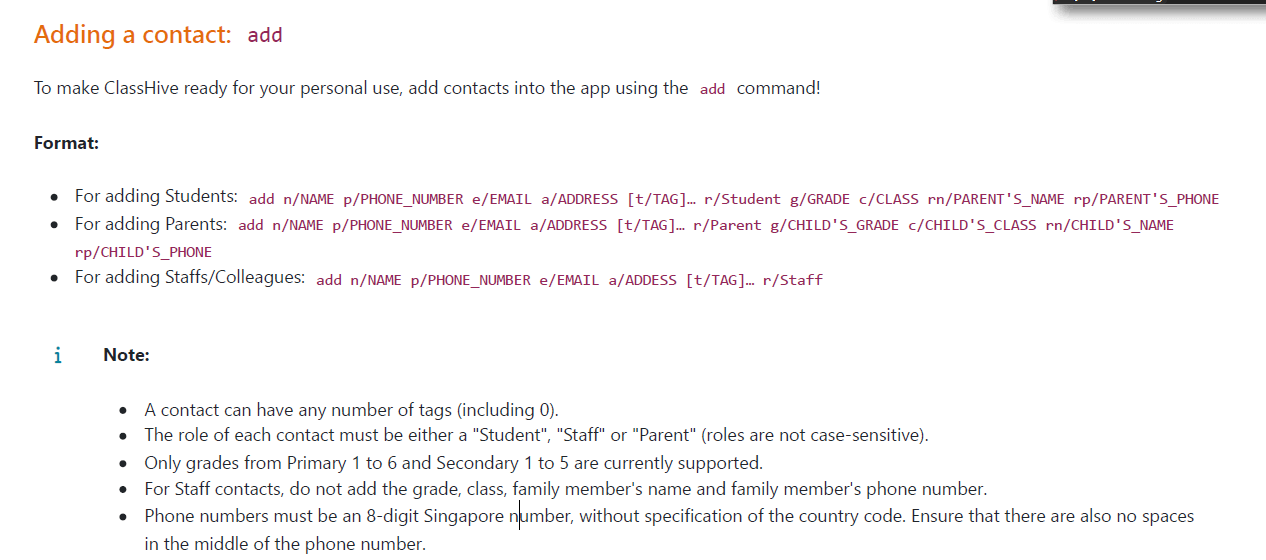 Adding a contact: add
To make ClassHive ready for your personal use, add contacts into the app using the add command!
Format:
• For adding Students: add n/NAME p/PHONE_NUMBER e/EMAIL a/ADDRESS [t/TAG]… r/Student g/GRADE c/CLASS rn/PARENT'S_NAME rp/PARENT'S_PHONE
• For adding Parents: add n/NAME p/PHONE_NUMBER e/EMAIL a/ADDRESS [t/TAG]… r/Parent g/CHILD'S_GRADE c/CHILD'S_CLASS rn/CHILD'S_NAME
rp/CHILD'S_PHONE
• For adding Staffs/Colleagues: add n/NAME p/PHONE_NUMBER e/EMAIL a/ADDESS [t/TAG]… r/Staff
i Note:
• A contact can have any number of tags (including 0).
• The role of each contact must be either a "Student", "Staff" or "Parent" (roles are not case-sensitive).
• Only grades from Primary 1 to 6 and Secondary 1 to 5 are currently supported.
• For Staff contacts, do not add the grade, class, family member's name and family member's phone number.
• Phone numbers must be an 8-digit Singapore number, without specification of the country code. Ensure that there are also no spaces
in the middle of the phone number.